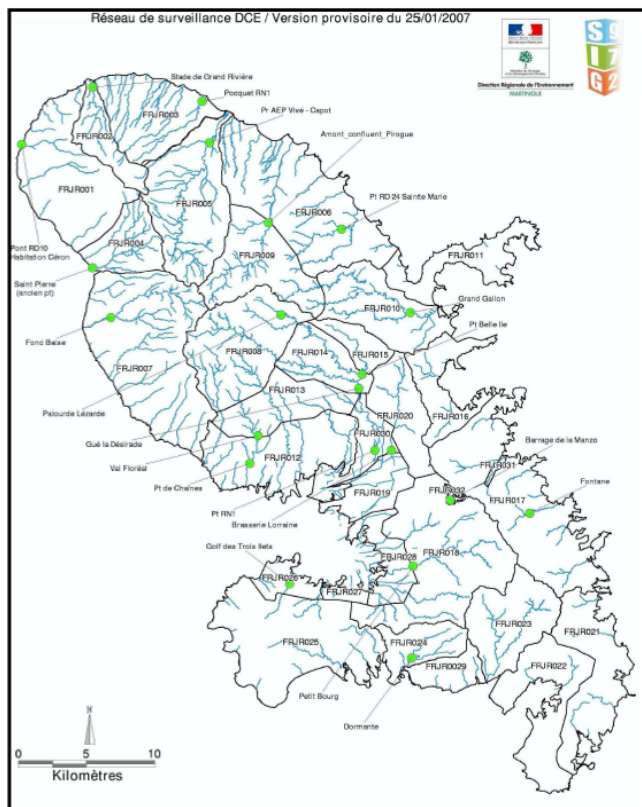 Réseau de surveillance DCE / Version provisoire du 25/01/2007
Direction Régionale de l'Environnement
MARTINIQUE
S I G
972
Stade de Grand Rivière
Pocquet RN1
Pt AEP Vivé - Capot
Amont_confluent_Pirogue
FRJR003
FRJR002
FRJR001
FRJR005
FRJR006
Pt RD 24 Sainte Marie
FRJR004
FRJR009
FRJR011
Pont RD10
Habitation Céron
Saint Pierre
(ancien pt)
Grand Galion
FRJR010
Fond Baise
Pt Belle Ile
FRJR007
FRJR008
FRJR014
FRJR015
FRJR013
FRJR020
FRJR016
Palourde Lézarde
Gué la Désirade
Barrage de la Manzo
Val Floréal
FRJR030
FRJR012
FRJR031
Pt de Chaînes
FRJR019
FRJR032
FRJR017
Fontane
Pt RN1
Brasserie Lorraine
Golf des Trois Ilets
FRJR028
FRJR018
FRJR026
FRJR027
FRJR023
FRJR021
FRJR025
FRJR024
FRJR0029
FRJR022
Petit Bourg
Dormante
N
0 5 10
Kilomètres